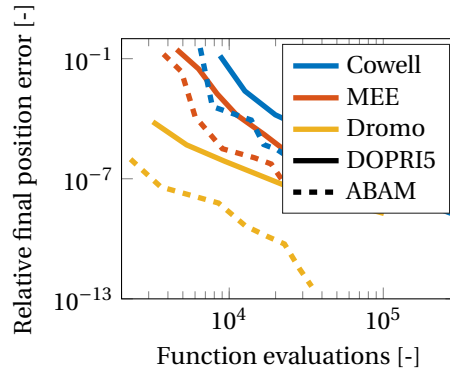 Relative final position error [-]
10^-1
10^-7
10^-13
Cowell
MEE
Dromo
DOPRI5
ABAM
10^4
10^5
Function evaluations [-]